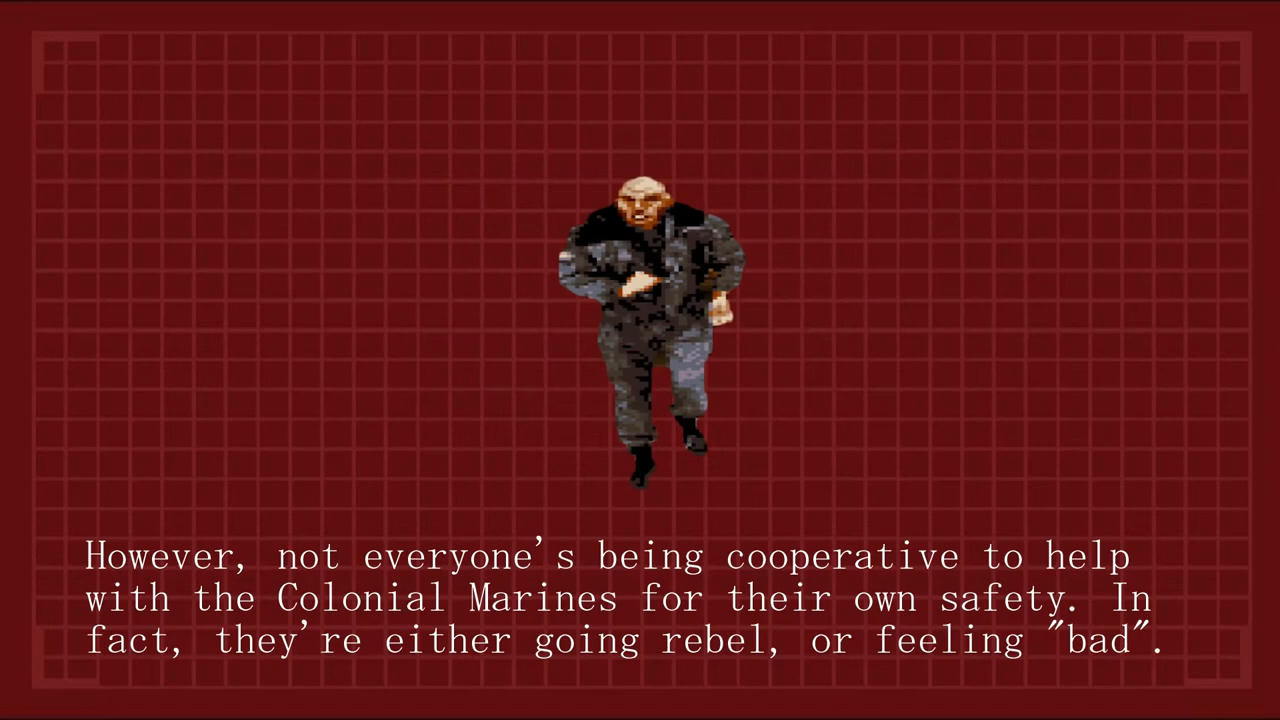 However, not everyone's being cooperative to help
with the Colonial Marines for their own safety. In
fact, they're either going rebel, or feeling "bad".